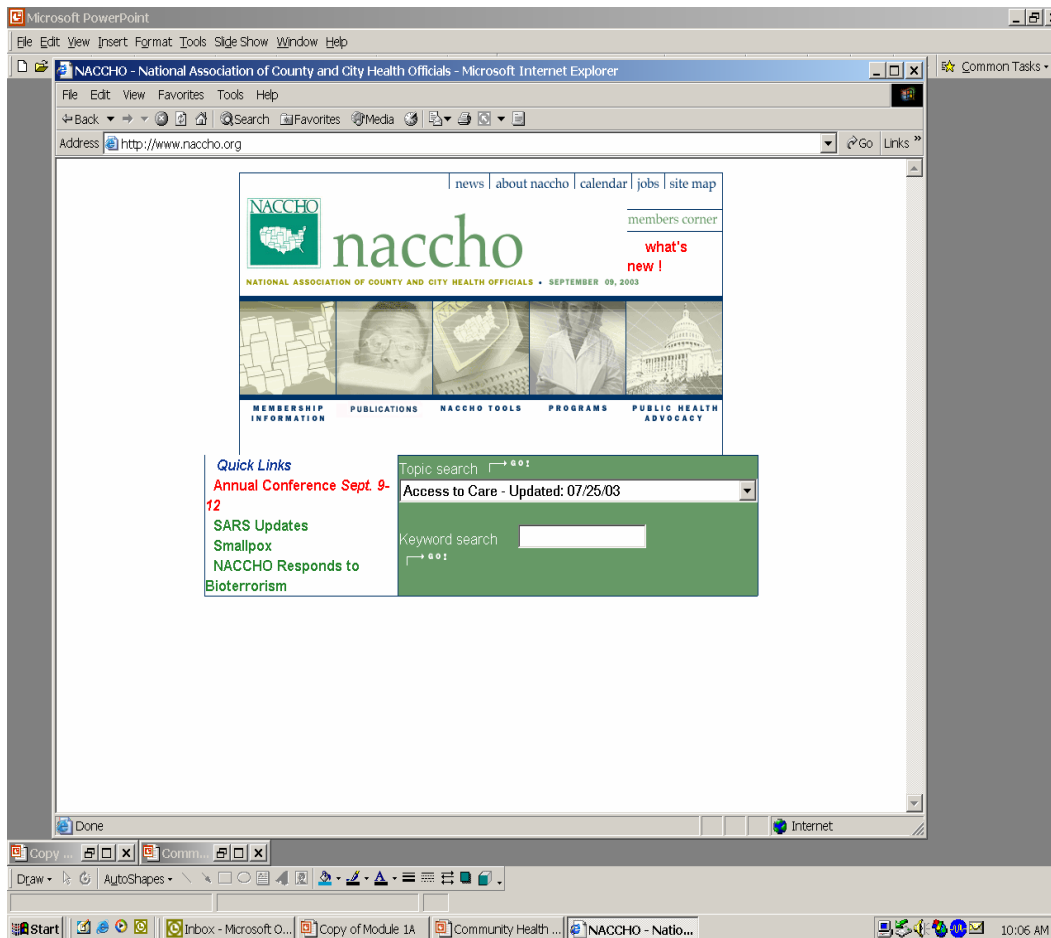 Microsoft PowerPoint
File Edit View Insert Format Tools Slide Show Window Help
Common Tasks
NACCHO - National Association of County and City Health Officials - Microsoft Internet Explorer
File Edit View Favorites Tools Help
Back Search Favorites Media
Address http://www.naccho.org Go Links »
news about naccho calendar jobs site map
NACCHO
naccho
members corner
what's
new !
NATIONAL ASSOCIATION OF COUNTY AND CITY HEALTH OFFICIALS • SEPTEMBER 09, 2003
MEMBERSHIP PUBLICATIONS NACCHO TOOLS PROGRAMS PUBLIC HEALTH
INFORMATION ADVOCACY
Quick Links
Annual Conference Sept. 9-
12
SARS Updates
Smallpox
NACCHO Responds to
Bioterrorism
Topic search GO!
Access to Care - Updated: 07/25/03
Keyword search
GO!
Done Internet
Copy ... Comm...
Draw AutoShapes
Start Inbox - Microsoft O... Copy of Module 1A Community Health ... NACCHO - Natio... 10:06 AM